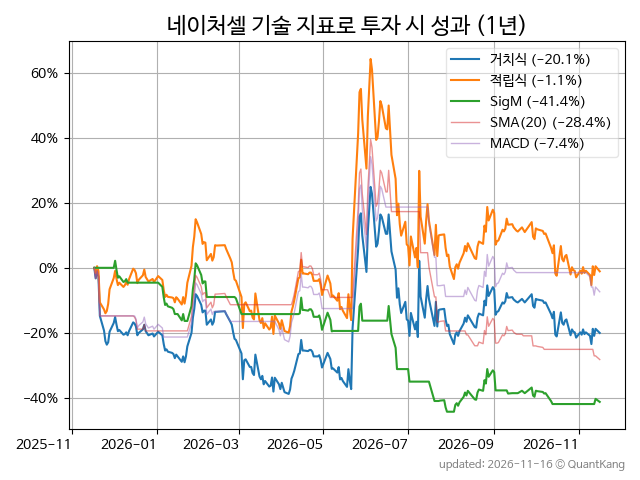 네이처셀 기술 지표로 투자 시 성과 (1년)
거치식 (-20.1%)
적립식 (-1.1%)
SigM (-41.4%)
SMA(20) (-28.4%)
MACD (-7.4%)
60%
40%
20%
0%
−20%
−40%
2025-11
2026-01
2026-03
2026-05
2026-07
2026-09
2026-11
updated: 2026-11-16 © QuantKang